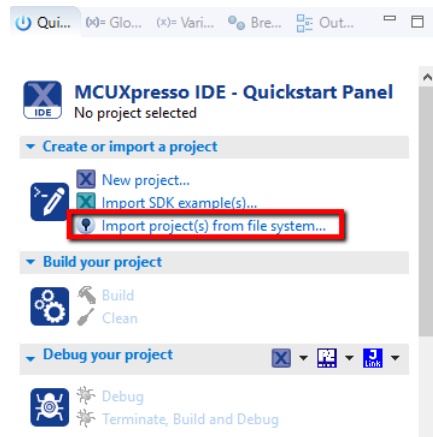 Qui... (x)= Glo... (x)= Vari... Bre... Out...
IDE
MCUXpresso IDE - Quickstart Panel
No project selected
Create or import a project
New project...
Import SDK example(s)...
Import project(s) from file system...
Build your project
Build
Clean
Debug your project
LINK
Debug
Terminate, Build and Debug